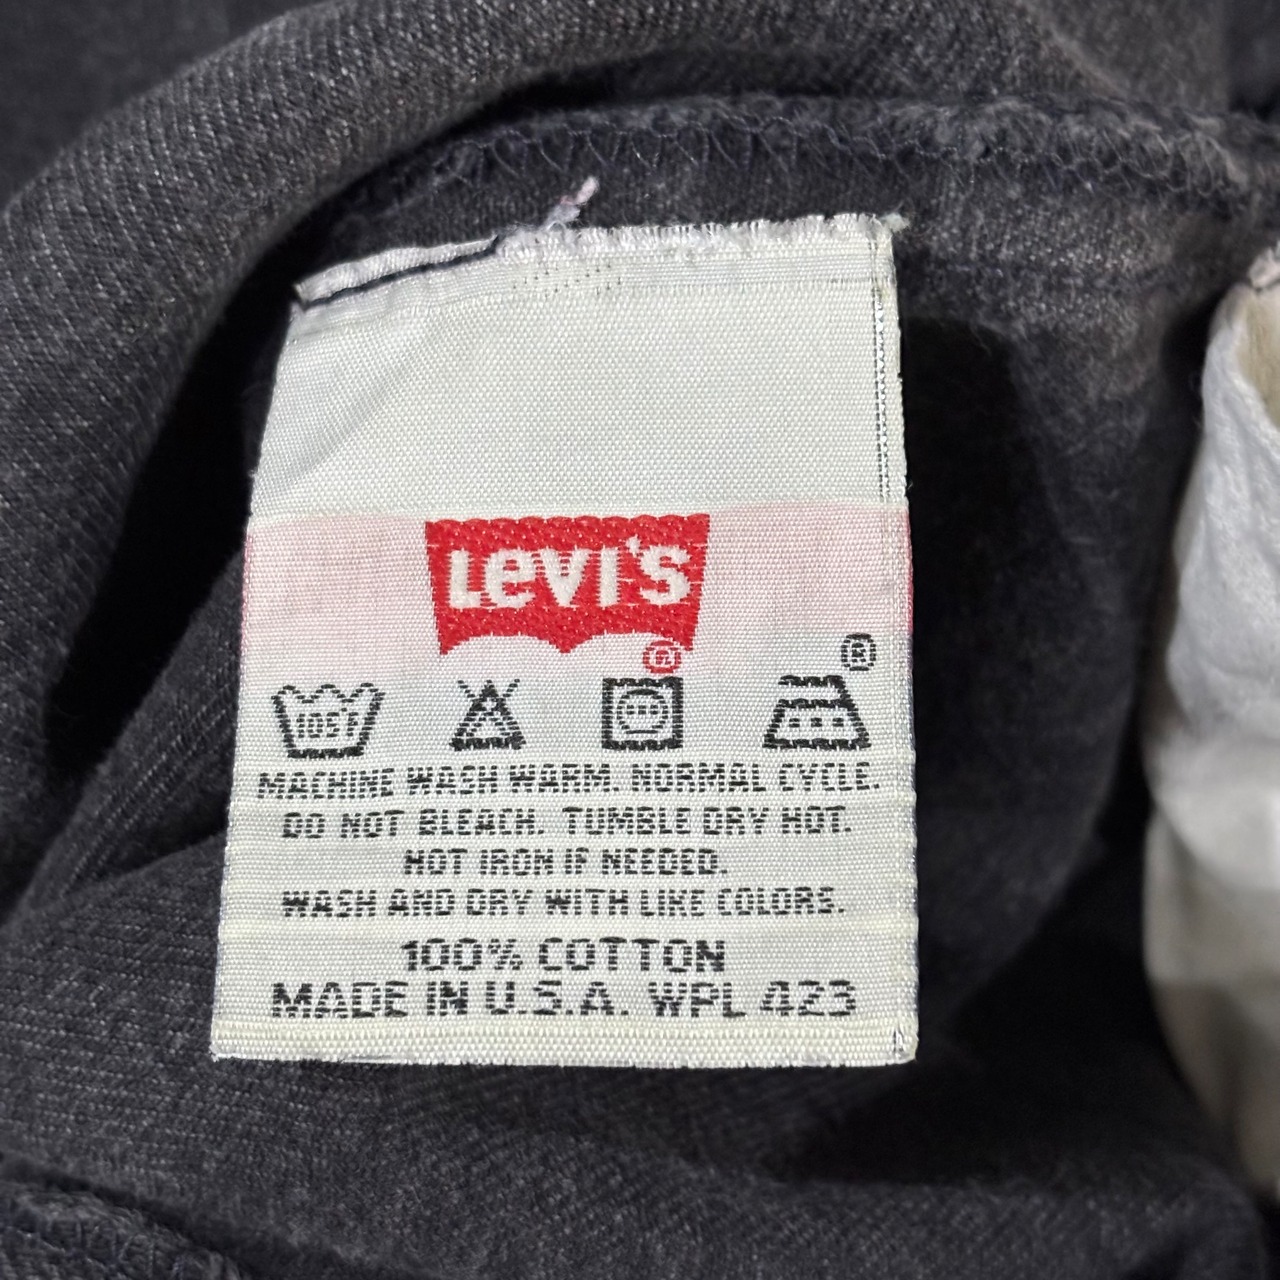 LEVI'S
®
®
105F
MACHINE WASH WARM. NORMAL CYCLE.
DO NOT BLEACH. TUMBLE DRY HOT.
HOT IRON IF NEEDED.
WASH AND DRY WITH LIKE COLORS.
100% COTTON
MADE IN U.S.A. WPL 423